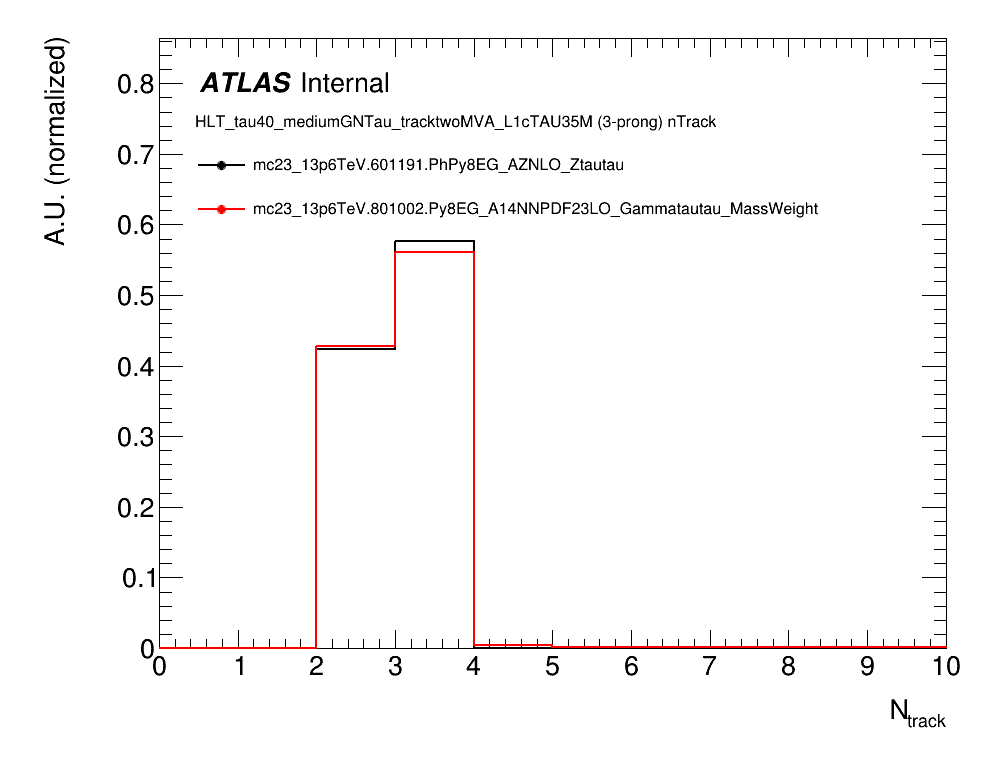 A.U. (normalized)
ATLAS Internal
HLT_tau40_mediumGNTau_tracktwoMVA_L1cTAU35M (3-prong) nTrack
mc23_13p6TeV.601191.PhPy8EG_AZNLO_Ztautau
mc23_13p6TeV.801002.Py8EG_A14NNPDF23LO_Gammatautau_MassWeight
0.8
0.7
0.6
0.5
0.4
0.3
0.2
0.1
0
0 1 2 3 4 5 6 7 8 9 10
Ntrack